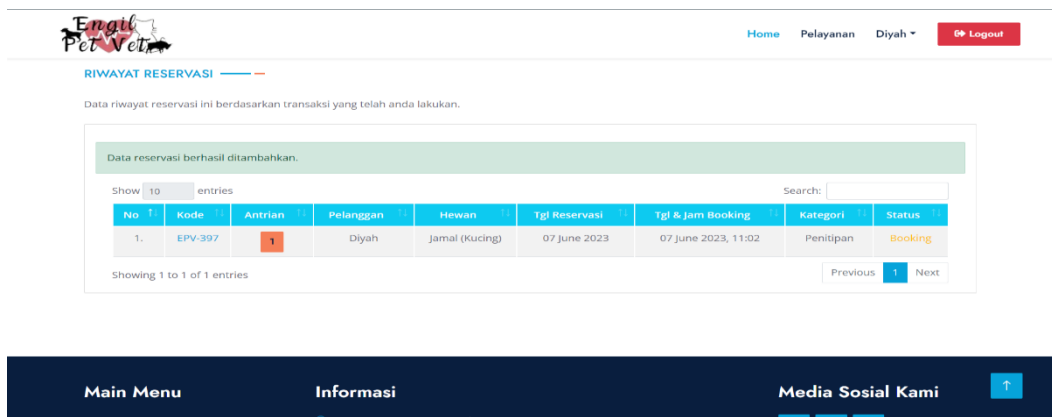 Engil
Pet Vet
Home Pelayanan Diyah Logout
RIWAYAT RESERVASI
Data riwayat reservasi ini berdasarkan transaksi yang telah anda lakukan.
Data reservasi berhasil ditambahkan.
Show 10 entries Search:
No Kode Antrian Pelanggan Hewan Tgl Reservasi Tgl & Jam Booking Kategori Status
1. EPV-397 1 Diyah Jamal (Kucing) 07 June 2023 07 June 2023, 11:02 Penitipan Booking
Showing 1 to 1 of 1 entries Previous 1 Next
Main Menu Informasi Media Sosial Kami